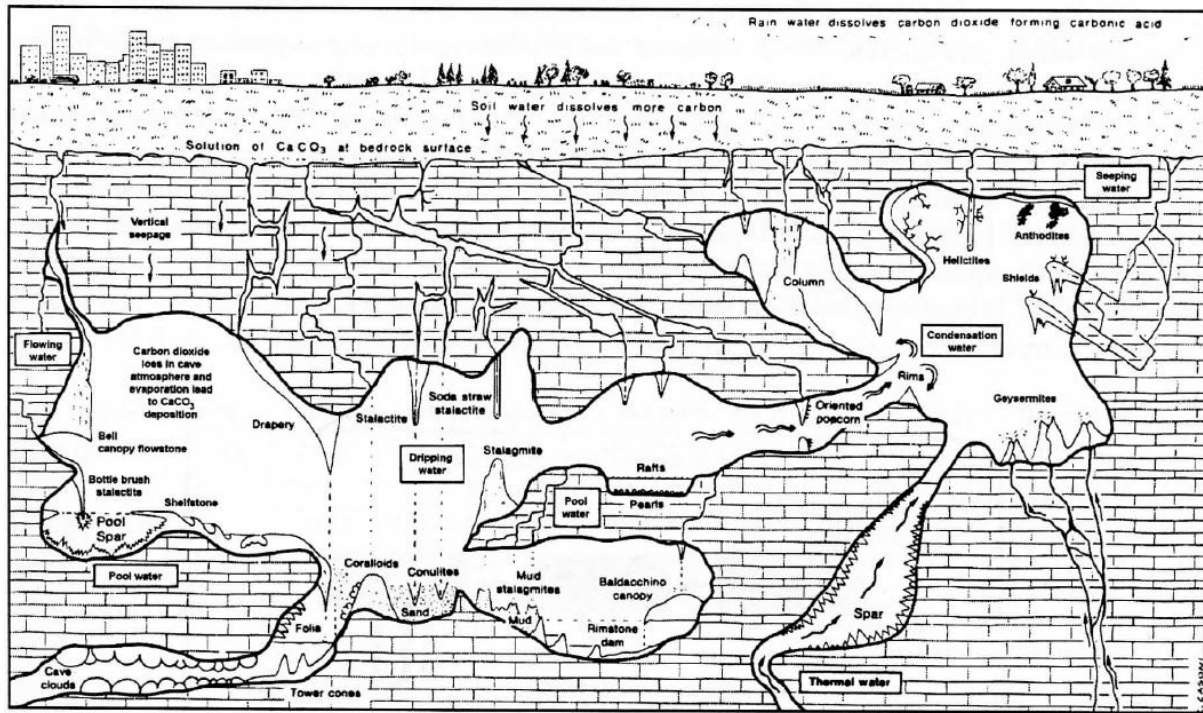 Rain water dissolves carbon dioxide forming carbonic acid
Soil water dissolves more carbon
Solution of CaCO₃ at bedrock surface
Seeping
water
Vertical
seepage
Anthodites
Helictites
Shields
Column
Flowing
water
Carbon dioxide
loss in cave
atmosphere and
evaporation lead
to CaCO₃
deposition
Condensation
water
Rims
Drapery
Stalactite
Soda straw
stalactite
Oriented
popcorn
Geysermites
Bell
canopy flowstone
Dripping
water
Stalagmite
Rafts
Pearls
Bottle brush
stalectite
Shelfstone
Pool
water
Pool
Spar
Pool water
Coralloids
Conulites
Mud
stalagmites
Baldacchino
canopy
Sand
Mud
Folia
Rimstone
dam
Spar
Cave
clouds
Tower cones
Thermal water